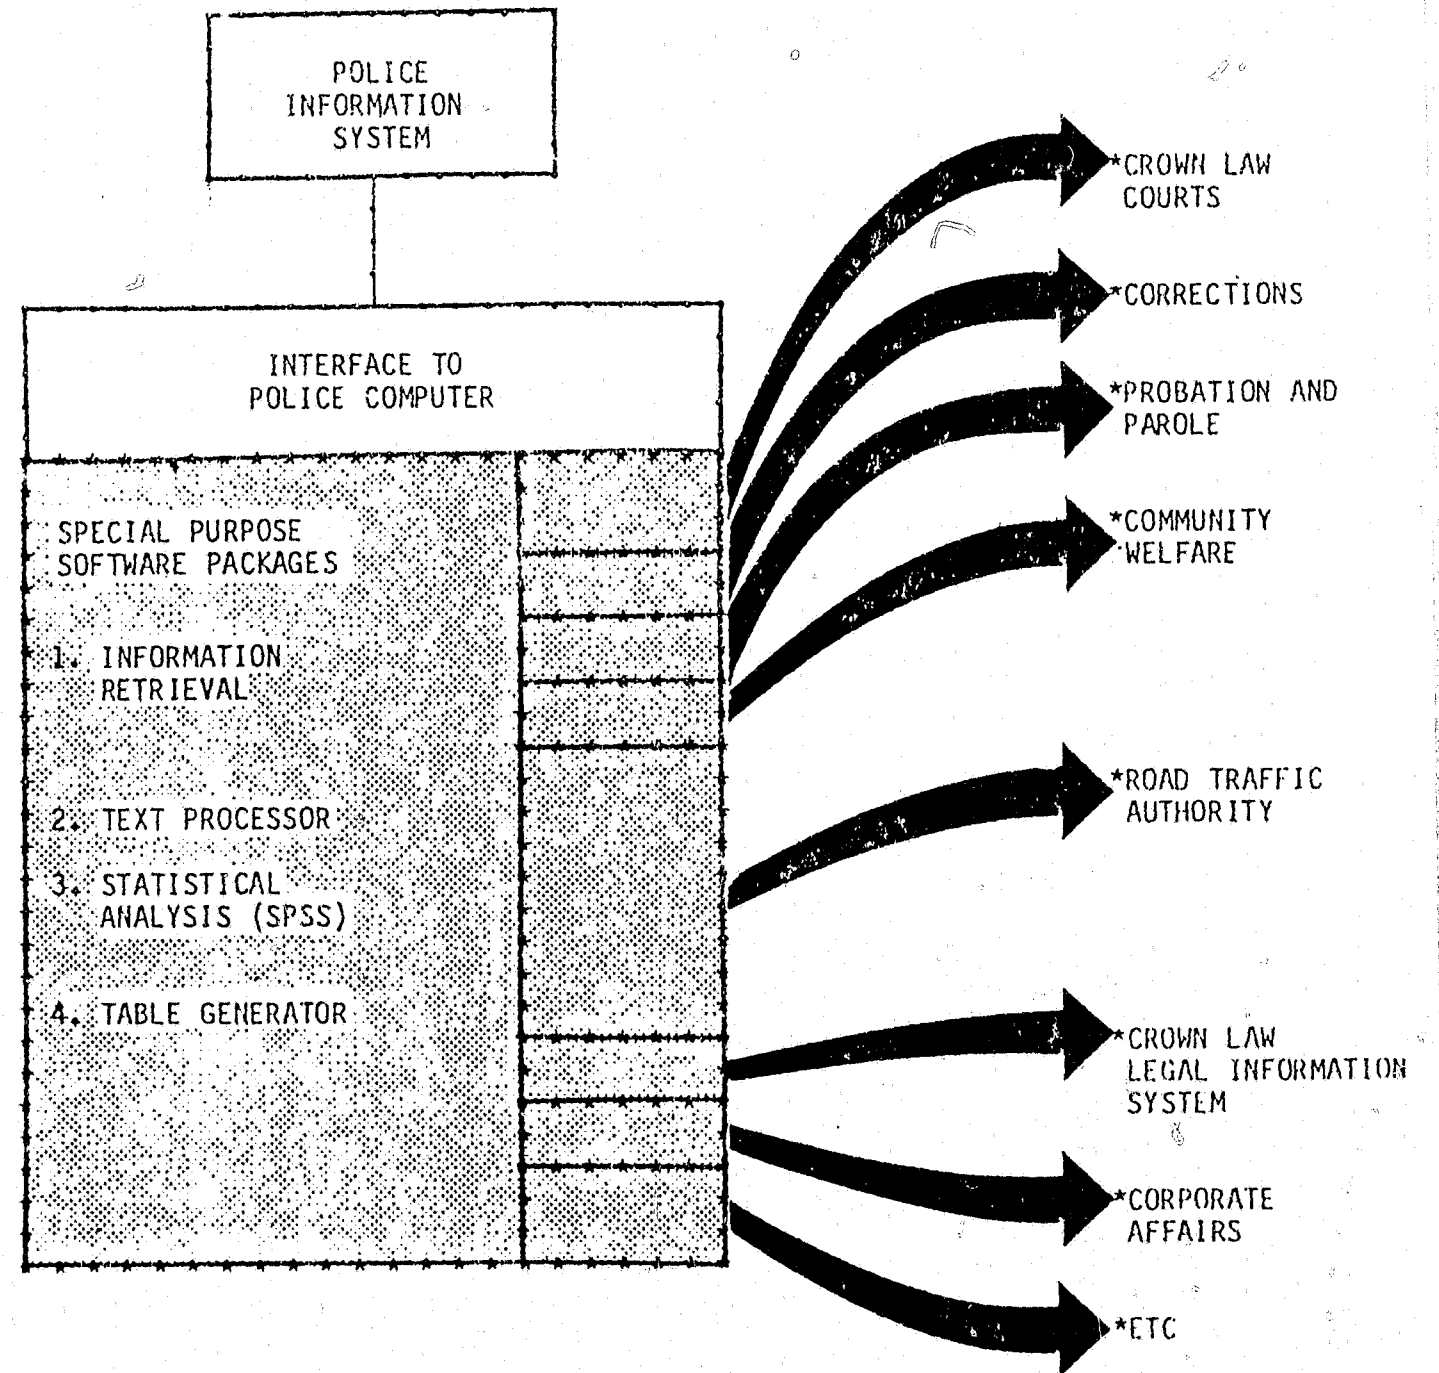 POLICE
INFORMATION
SYSTEM
INTERFACE TO
POLICE COMPUTER
SPECIAL PURPOSE
SOFTWARE PACKAGES
1. INFORMATION
RETRIEVAL
2. TEXT PROCESSOR
3. STATISTICAL
ANALYSIS (SPSS)
4. TABLE GENERATOR
*CROWN LAW
COURTS
*CORRECTIONS
*PROBATION AND
PAROLE
*COMMUNITY
WELFARE
*ROAD TRAFFIC
AUTHORITY
*CROWN LAW
LEGAL INFORMATION
SYSTEM
*CORPORATE
AFFAIRS
*ETC